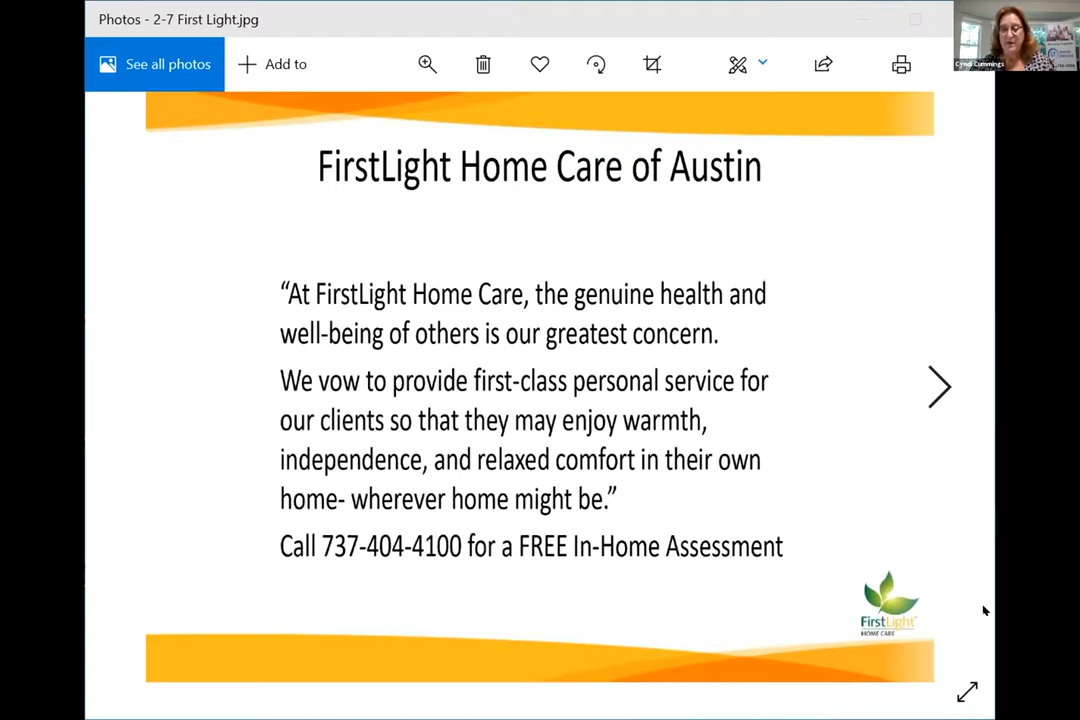 Photos - 2-7 First Light.jpg
See all photos
Add to
Cyndi Cummings
FirstLight Home Care of Austin
“At FirstLight Home Care, the genuine health and
well-being of others is our greatest concern.
We vow to provide first-class personal service for
our clients so that they may enjoy warmth,
independence, and relaxed comfort in their own
home- wherever home might be.”
Call 737-404-4100 for a FREE In-Home Assessment
FirstLight
HOME CARE